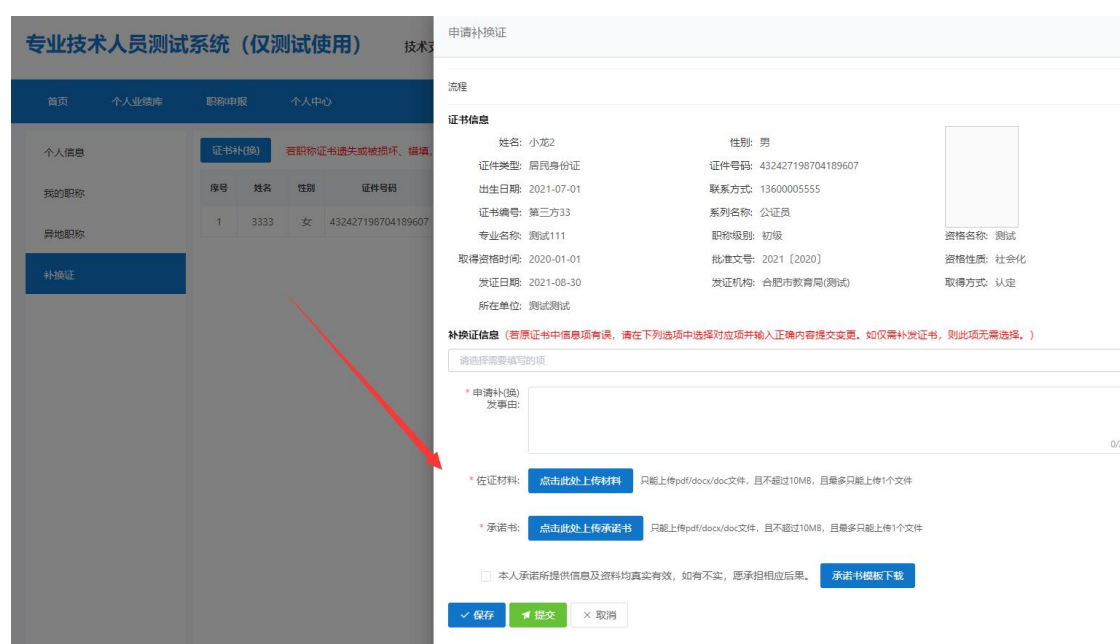 专业技术人员测试系统（仅测试使用） 技术支
首页 个人业绩库 职称申报 个人中心
个人信息
我的职称
异地职称
补换证
证书补(换) 若职称证书遗失或被损坏、错填,
序号 姓名 性别 证件号码
1 3333 女 432427198704189607
申请补换证
流程
证书信息
姓名: 小龙2 性别: 男
证件类型: 居民身份证 证件号码: 432427198704189607
出生日期: 2021-07-01 联系方式: 13600005555
证书编号: 第三方33 系列名称: 公证员
专业名称: 测试111 职称级别: 初级 资格名称: 测试
取得资格时间: 2020-01-01 批准文号: 2021〔2020〕 资格性质: 社会化
发证日期: 2021-08-30 发证机构: 合肥市教育局(测试) 取得方式: 认定
所在单位: 测试测试
补换证信息（若原证书中信息项有误，请在下列选项中选择对应项并输入正确内容提交变更。如仅需补发证书，则此项无需选择。）
请选择需要填写的项
* 申请补(换)
发事由:
0/
* 佐证材料: 点击此处上传材料 只能上传pdf/docx/doc文件，且不超过10MB，且最多只能上传1个文件
* 承诺书: 点击此处上传承诺书 只能上传pdf/docx/doc文件，且不超过10MB，且最多只能上传1个文件
本人承诺所提供信息及资料均真实有效，如有不实，愿承担相应后果。 承诺书模板下载
保存 提交 取消